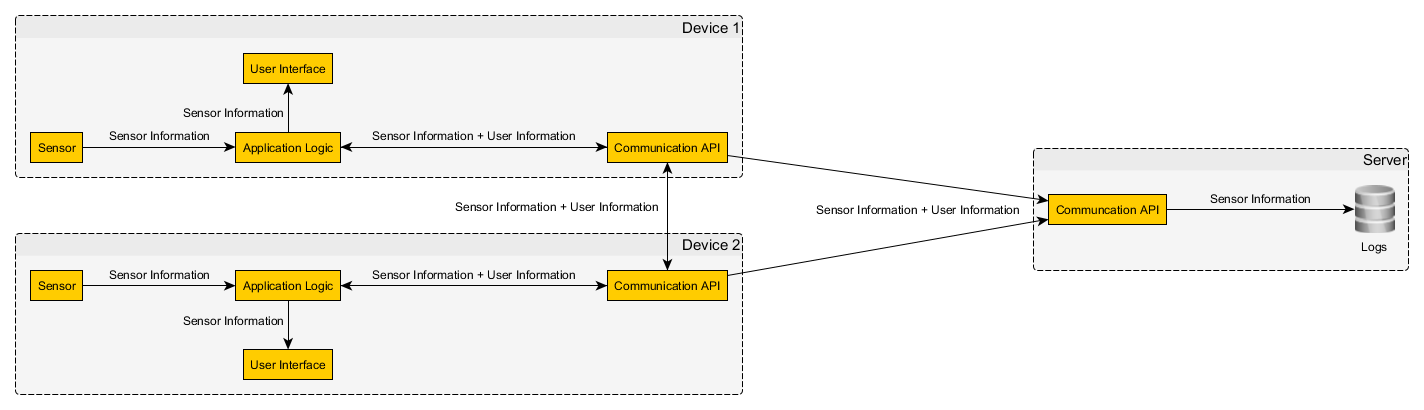 Device 1
User Interface
Sensor Information
Sensor Information
Sensor Information + User Information
Sensor
Application Logic
Communication API
Sensor Information + User Information
Device 2
Sensor Information
Sensor Information + User Information
Sensor
Application Logic
Communication API
Sensor Information
User Interface
Sensor Information + User Information
Server
Communcation API
Sensor Information
Logs